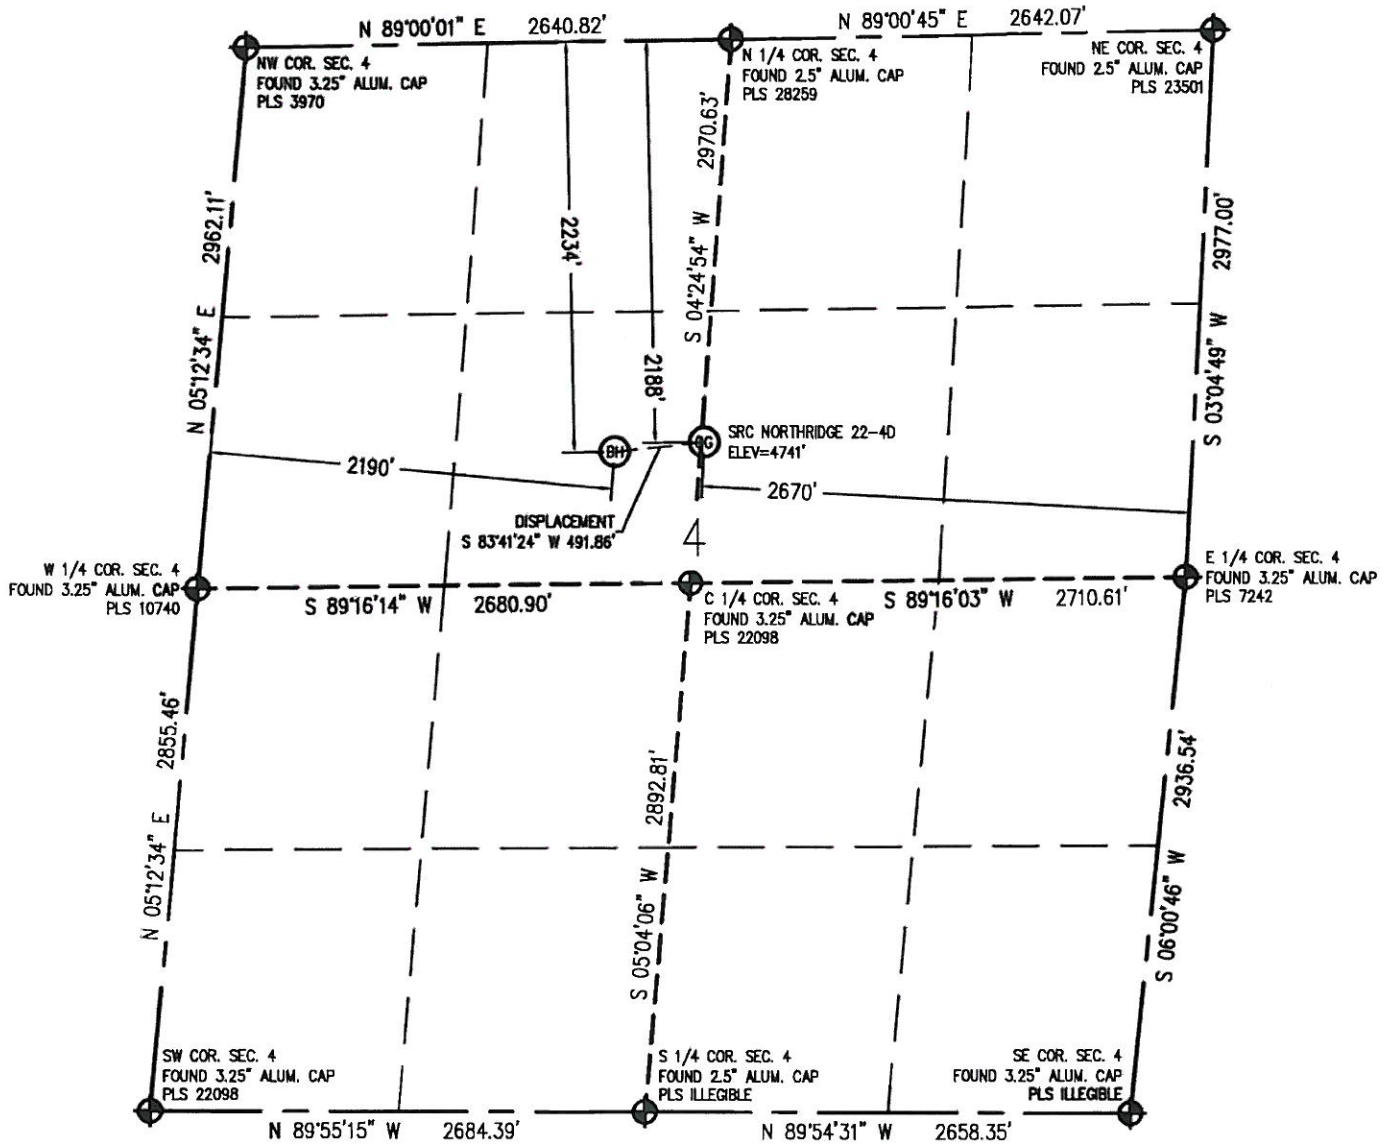 N 89°00'01" E 2640.82'
N 89°00'45" E 2642.07'
NW COR. SEC. 4
FOUND 3.25" ALUM. CAP
PLS 3970
N 1/4 COR. SEC. 4
FOUND 2.5" ALUM. CAP
PLS 28259
NE COR. SEC. 4
FOUND 2.5" ALUM. CAP
PLS 23501
N 05°12'34" E 2962.11'
2234'
2188'
S 04°24'54" W 2970.63'
S 03°04'49" W 2977.00'
BH
SRC NORTHRIDGE 22-4D
ELEV=4741'
2190'
2670'
DISPLACEMENT
S 83°41'24" W 491.86'
4
W 1/4 COR. SEC. 4
FOUND 3.25" ALUM. CAP
PLS 10740
S 89°16'14" W 2680.90'
C 1/4 COR. SEC. 4
FOUND 3.25" ALUM. CAP
PLS 22098
S 89°16'03" W 2710.61'
E 1/4 COR. SEC. 4
FOUND 3.25" ALUM. CAP
PLS 7242
N 05°12'34" E 2855.46'
S 05°04'06" W 2892.81'
S 06°00'46" W 2936.54'
SW COR. SEC. 4
FOUND 3.25" ALUM. CAP
PLS 22098
S 1/4 COR. SEC. 4
FOUND 2.5" ALUM. CAP
PLS ILLEGIBLE
SE COR. SEC. 4
FOUND 3.25" ALUM. CAP
PLS ILLEGIBLE
N 89°55'15" W 2684.39'
N 89°54'31" W 2658.35'